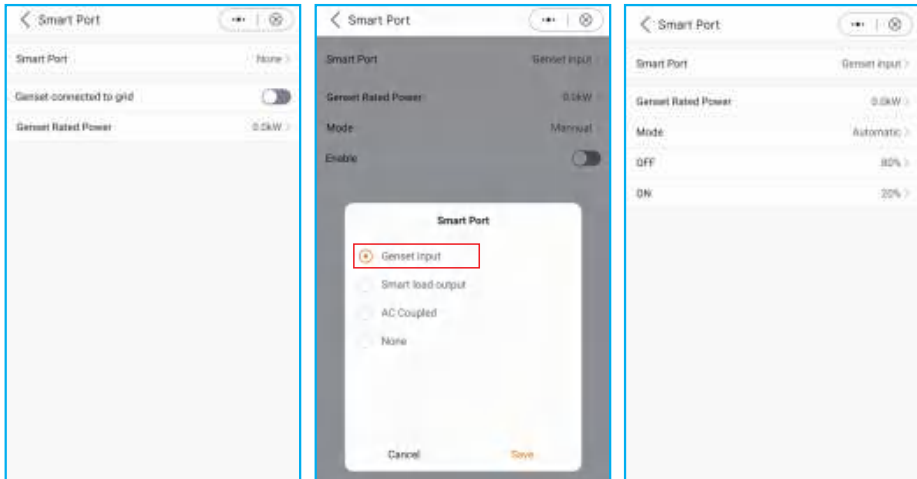 Smart Port
Smart Port None
Genset connected to grid
Genset Rated Power 0.0kW
Smart Port
Smart Port Genset input
Genset Rated Power 0.0kW
Mode Mannual
Enable
Smart Port
Genset input
Smart load output
AC Coupled
None
Cancel Save
Smart Port
Smart Port Genset input
Genset Rated Power 0.0kW
Mode Automatic
OFF 80%
ON 20%